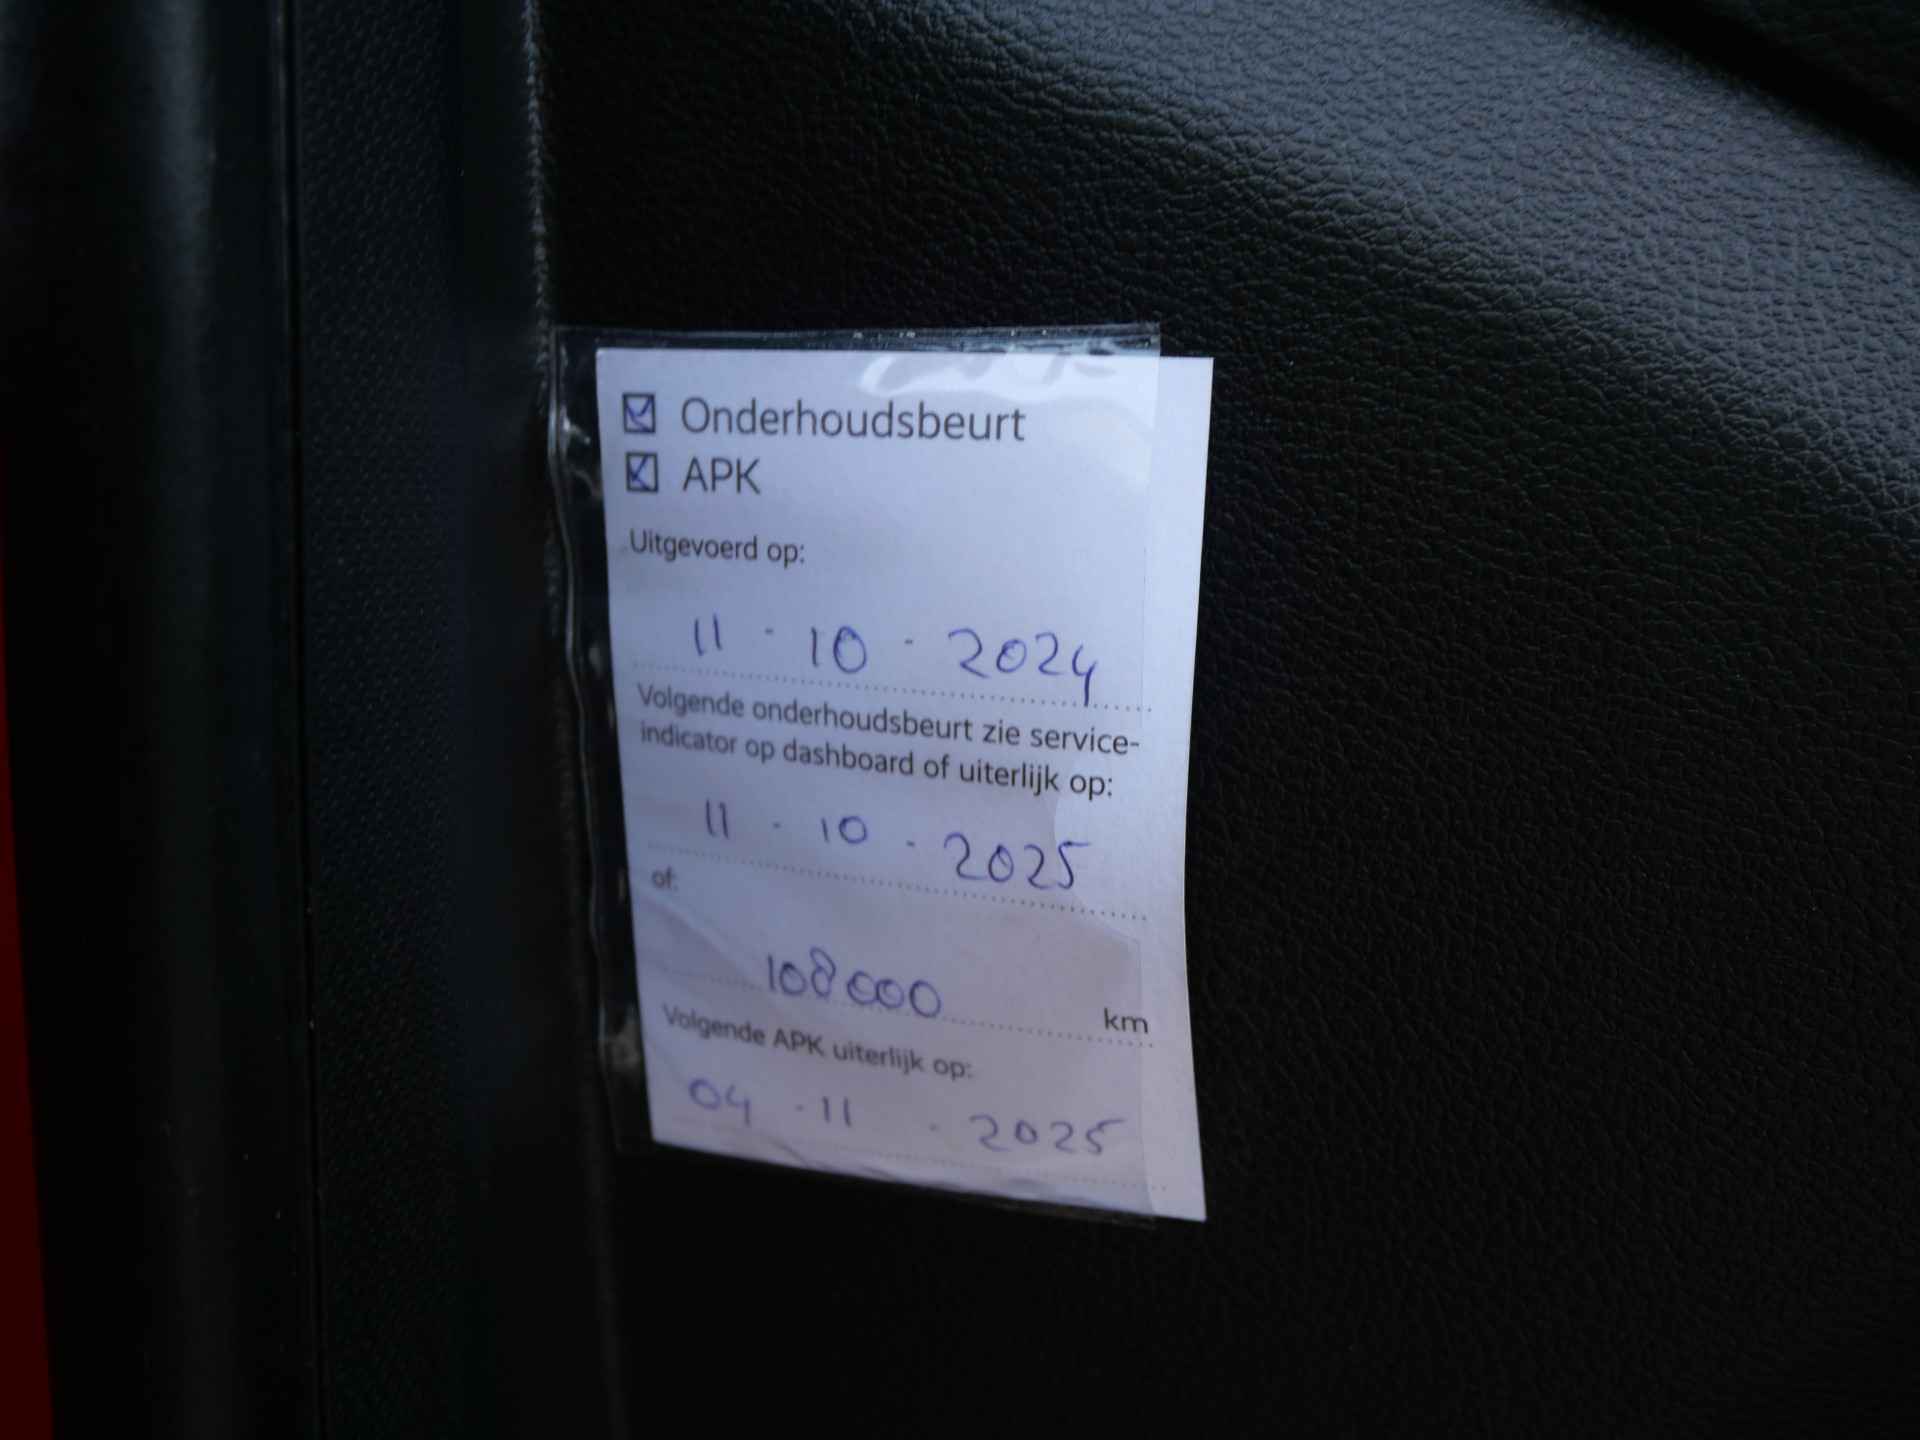 Onderhoudsbeurt
APK
Uitgevoerd op:
11 - 10 - 2024
Volgende onderhoudsbeurt zie service-
indicator op dashboard of uiterlijk op:
11 - 10 - 2025
of:
108000 km
Volgende APK uiterlijk op:
04 - 11 - 2025